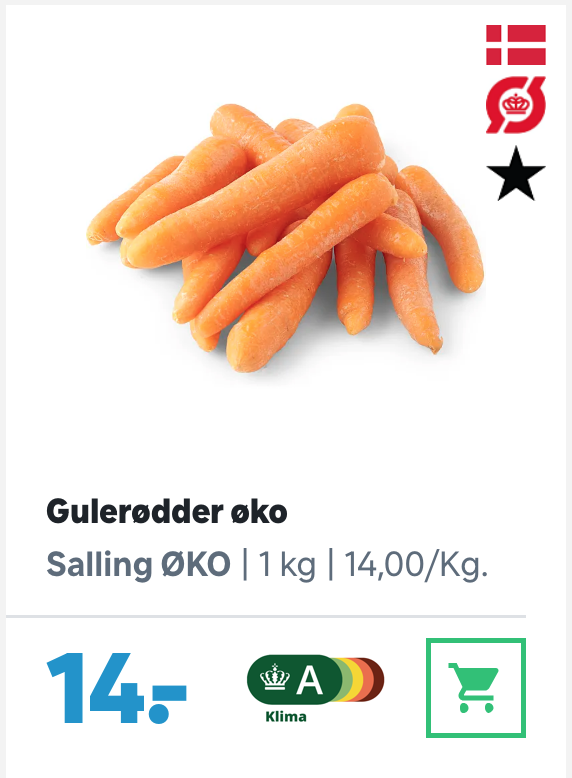 Gulerødder øko
Salling ØKO | 1 kg | 14,00/Kg.
14.-
A
Klima